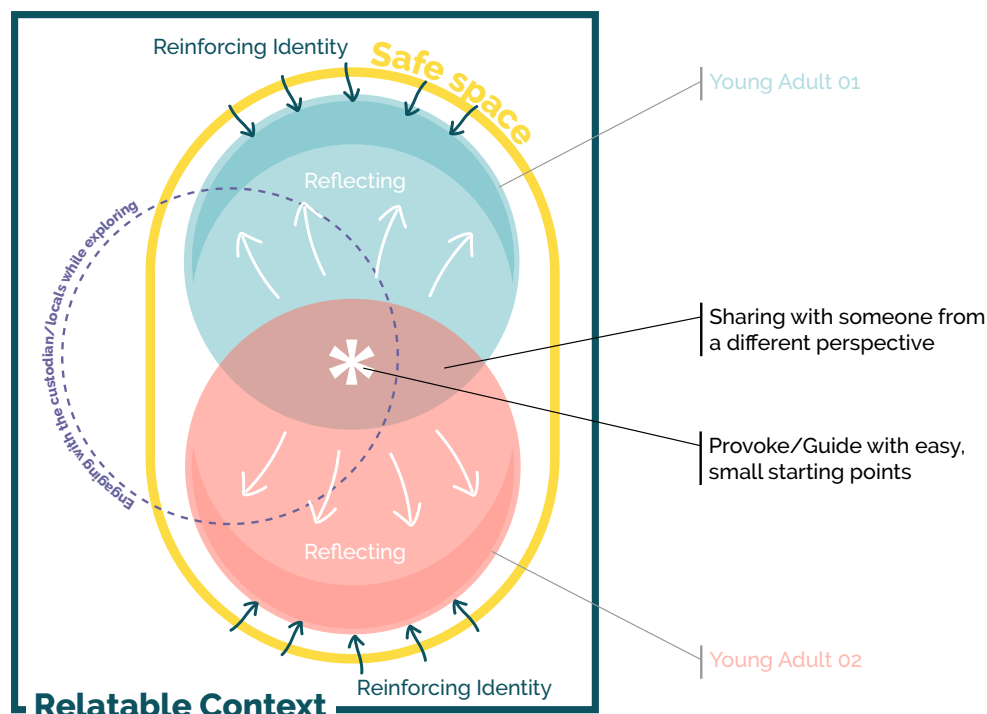 Reinforcing Identity
Safe space
Young Adult 01
Reflecting
Engaging with the custodian/locals while exploring
Sharing with someone from
a different perspective
*
Provoke/Guide with easy,
small starting points
Reflecting
Young Adult 02
Reinforcing Identity
Relatable Context